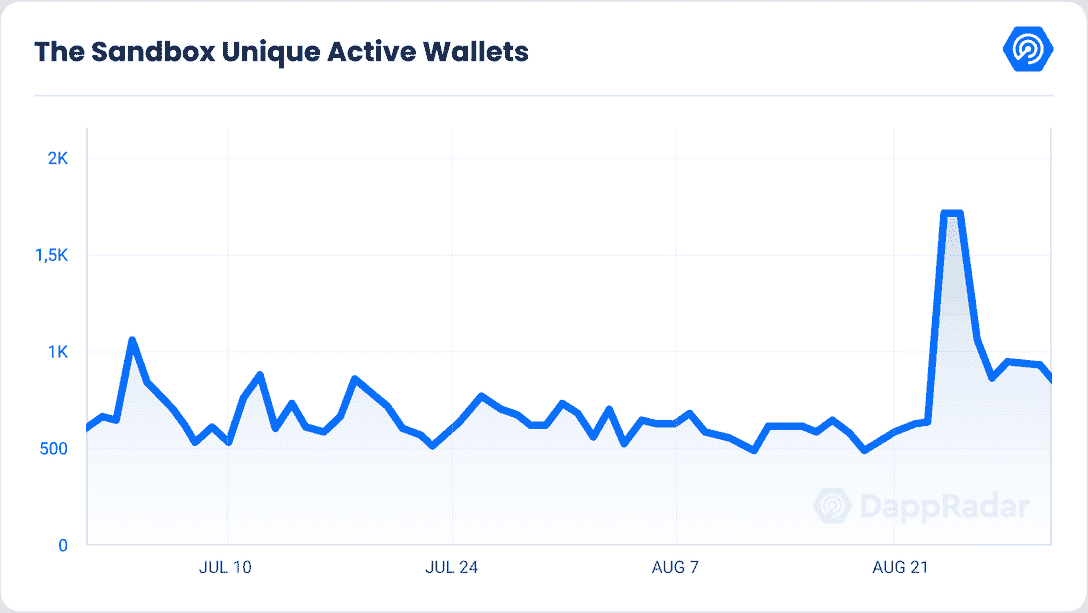 The Sandbox Unique Active Wallets
2K
1,5K
1K
500
0
DappRadar
JUL 10
JUL 24
AUG 7
AUG 21